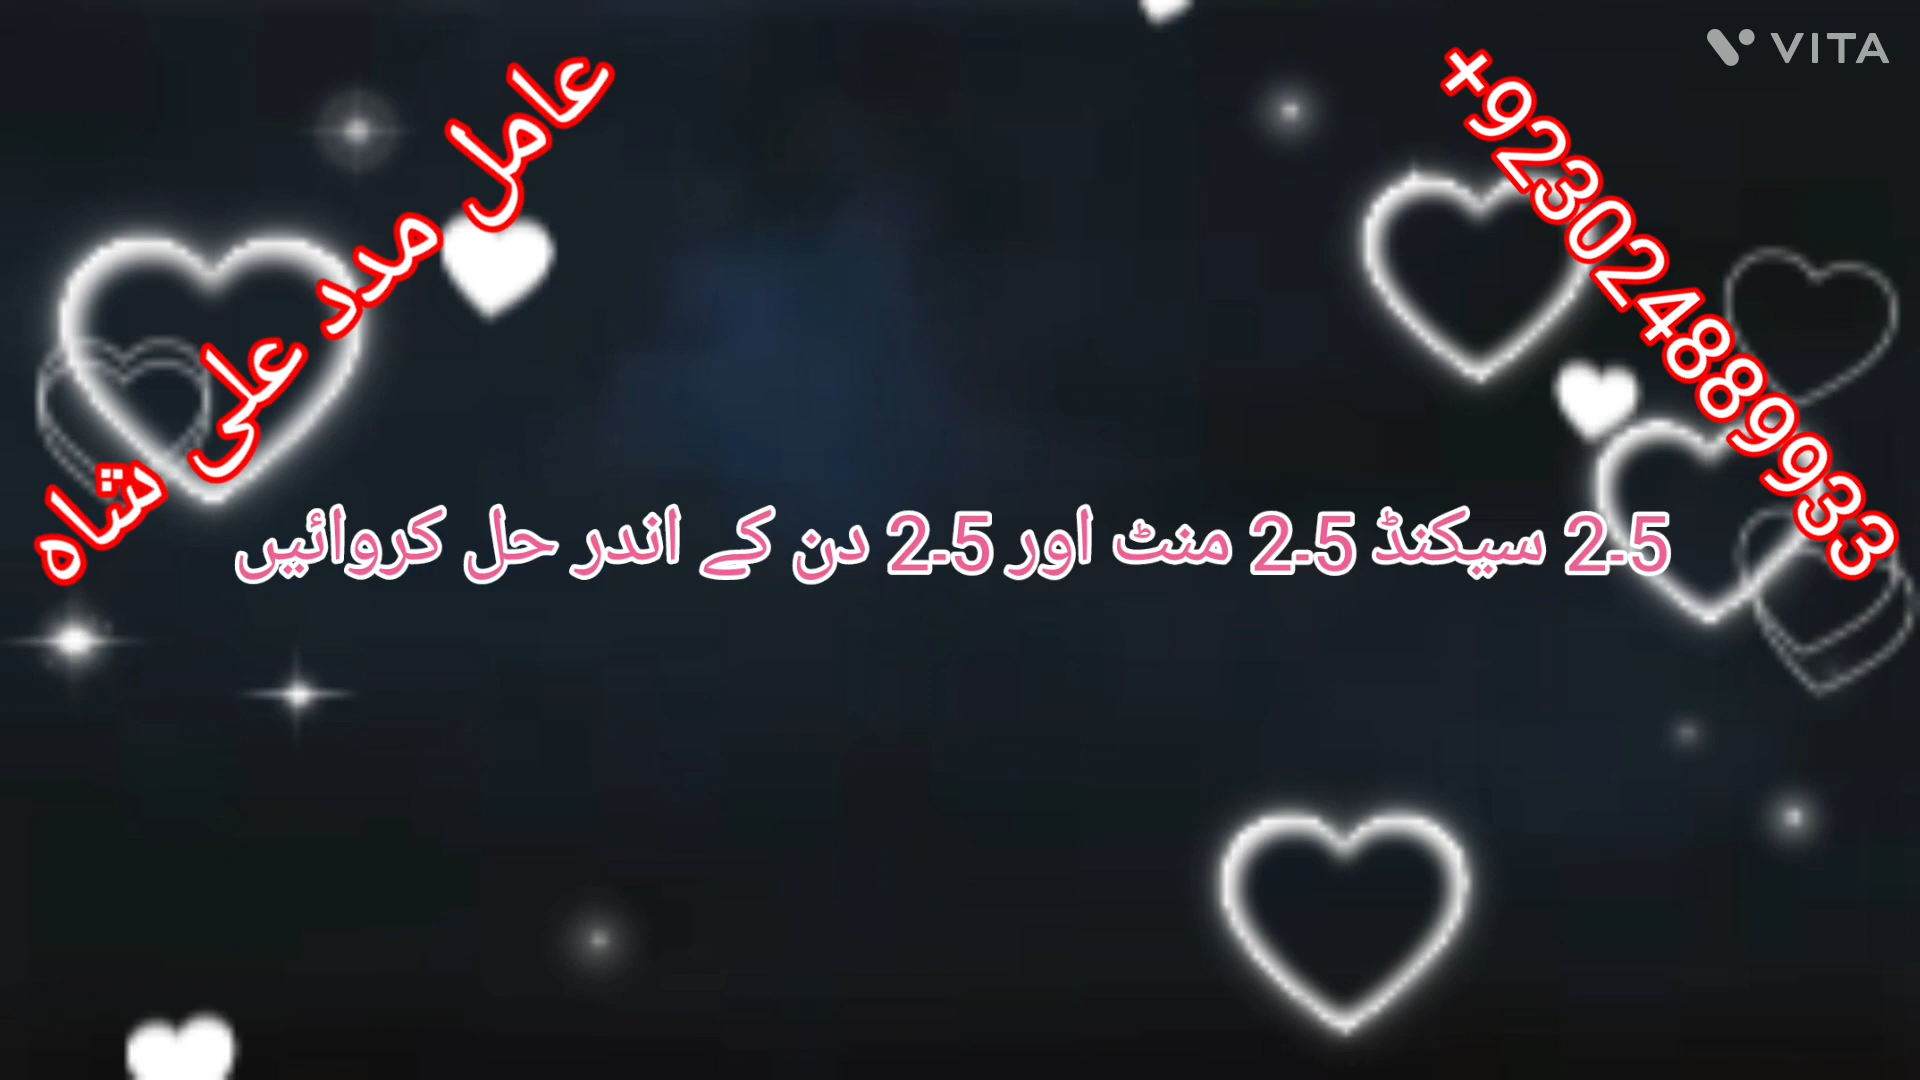 عامل مدد علی شاہ
+923024889933
VITA
2-5 سیکنڈ 5-2 منٹ اور 5-2 دن کے اندر حل کروائیں